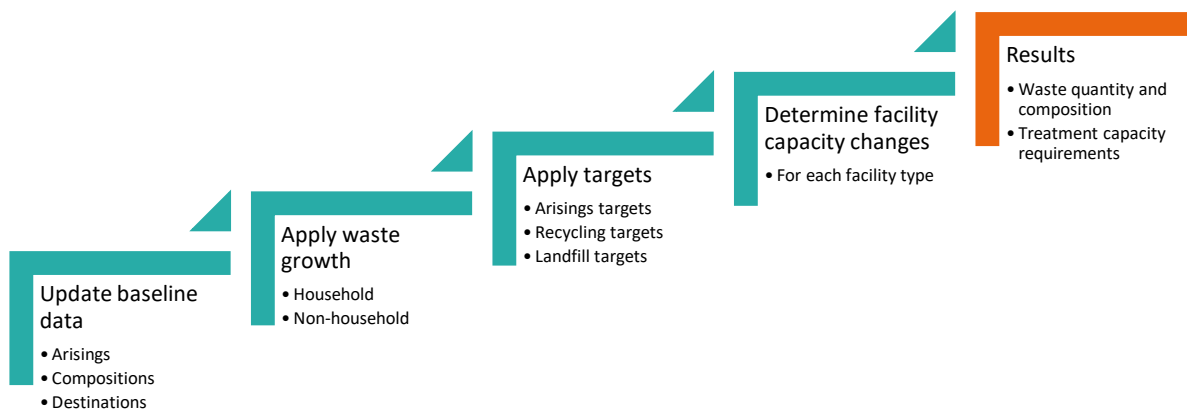 Update baseline
data
• Arisings
• Compositions
• Destinations
Apply waste
growth
• Household
• Non-household
Apply targets
• Arisings targets
• Recycling targets
• Landfill targets
Determine facility
capacity changes
• For each facility type
Results
• Waste quantity and
composition
• Treatment capacity
requirements